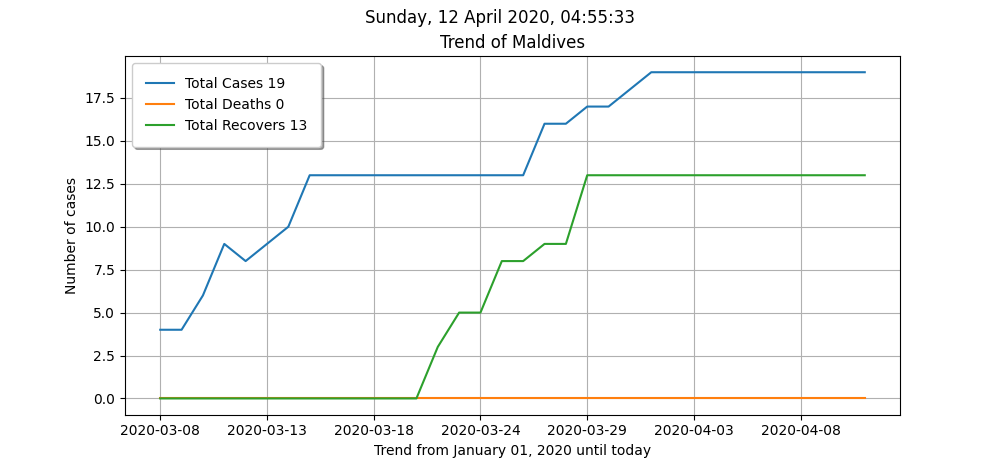 Sunday, 12 April 2020, 04:55:33
Trend of Maldives
Total Cases 19
Total Deaths 0
Total Recovers 13
Number of cases
17.5
15.0
12.5
10.0
7.5
5.0
2.5
0.0
2020-03-08 2020-03-13 2020-03-18 2020-03-24 2020-03-29 2020-04-03 2020-04-08
Trend from January 01, 2020 until today